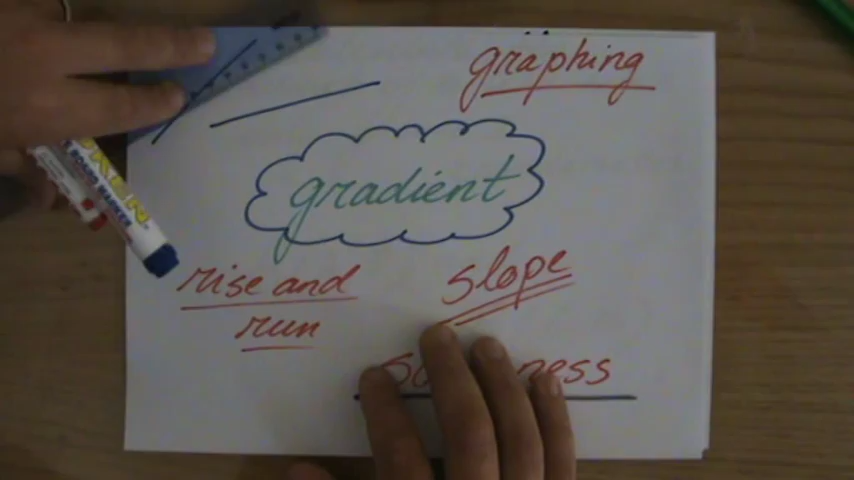 graphing
gradient
rise and
run
slope